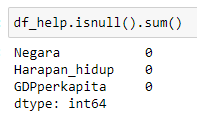 df_help.isnull().sum()
Negara 0
Harapan_hidup 0
GDPperkapita 0
dtype: int64